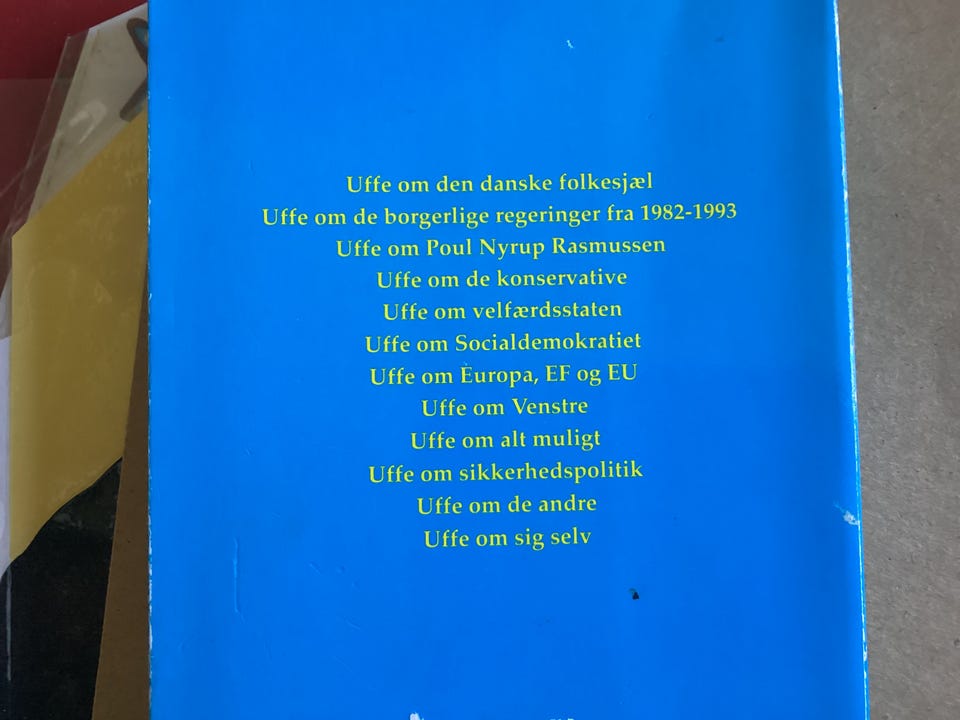 Uffe om den danske folkesjæl
Uffe om de borgerlige regeringer fra 1982-1993
Uffe om Poul Nyrup Rasmussen
Uffe om de konservative
Uffe om velfærdsstaten
Uffe om Socialdemokratiet
Uffe om Europa, EF og EU
Uffe om Venstre
Uffe om alt muligt
Uffe om sikkerhedspolitik
Uffe om de andre
Uffe om sig selv